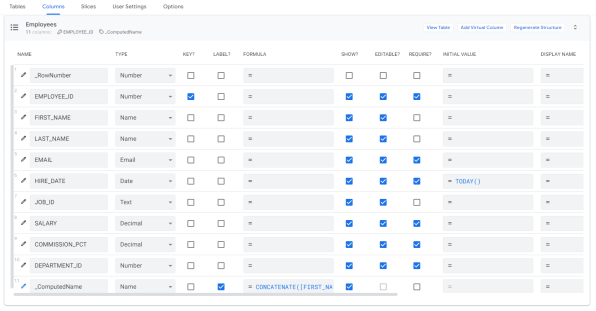 Tables Columns Slices User Settings Options
Employees
11 columns EMPLOYEE_ID _ComputedName
View Table Add Virtual Column Regenerate Structure
NAME TYPE KEY? LABEL? FORMULA SHOW? EDITABLE? REQUIRE? INITIAL VALUE DISPLAY NAME
1 _RowNumber Number = = =
2 EMPLOYEE_ID Number = = =
3 FIRST_NAME Name = = =
4 LAST_NAME Name = = =
5 EMAIL Email = = =
6 HIRE_DATE Date = = TODAY() =
7 JOB_ID Text = = =
8 SALARY Decimal = = =
9 COMMISSION_PCT Decimal = = =
10 DEPARTMENT_ID Number = = =
11 _ComputedName Name = CONCATENATE([FIRST_NA = =